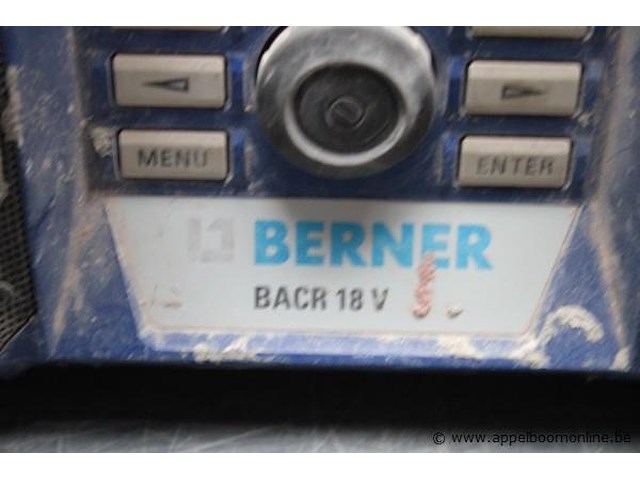 MENU
ENTER
BERNER
BACR 18 V
© www.appelboomonline.be